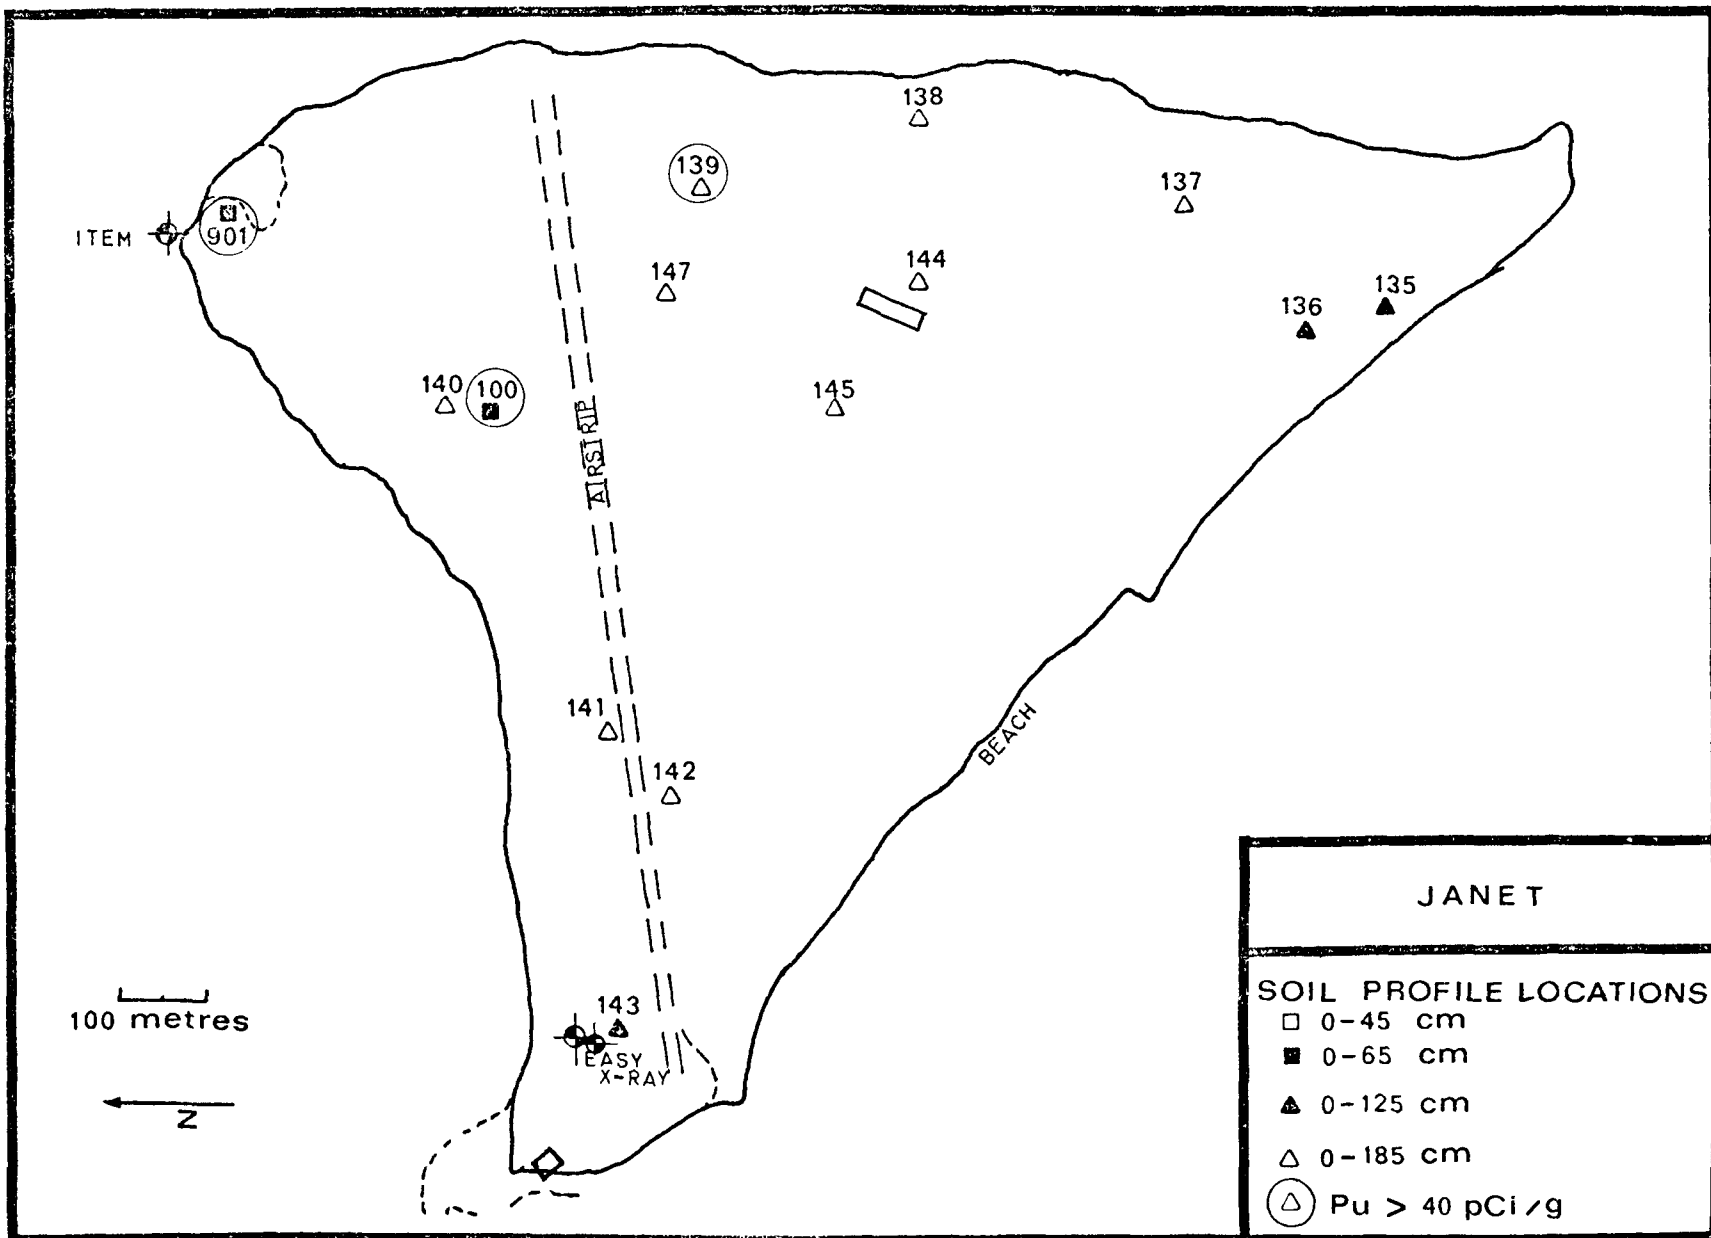 138
139
137
ITEM
901
147
144
136
135
140
100
145
AIRSTRIP
141
142
BEACH
JANET
100 metres
143
EASY
X-RAY
N
SOIL PROFILE LOCATIONS
0-45 cm
0-65 cm
0-125 cm
0-185 cm
Pu > 40 pCi/g